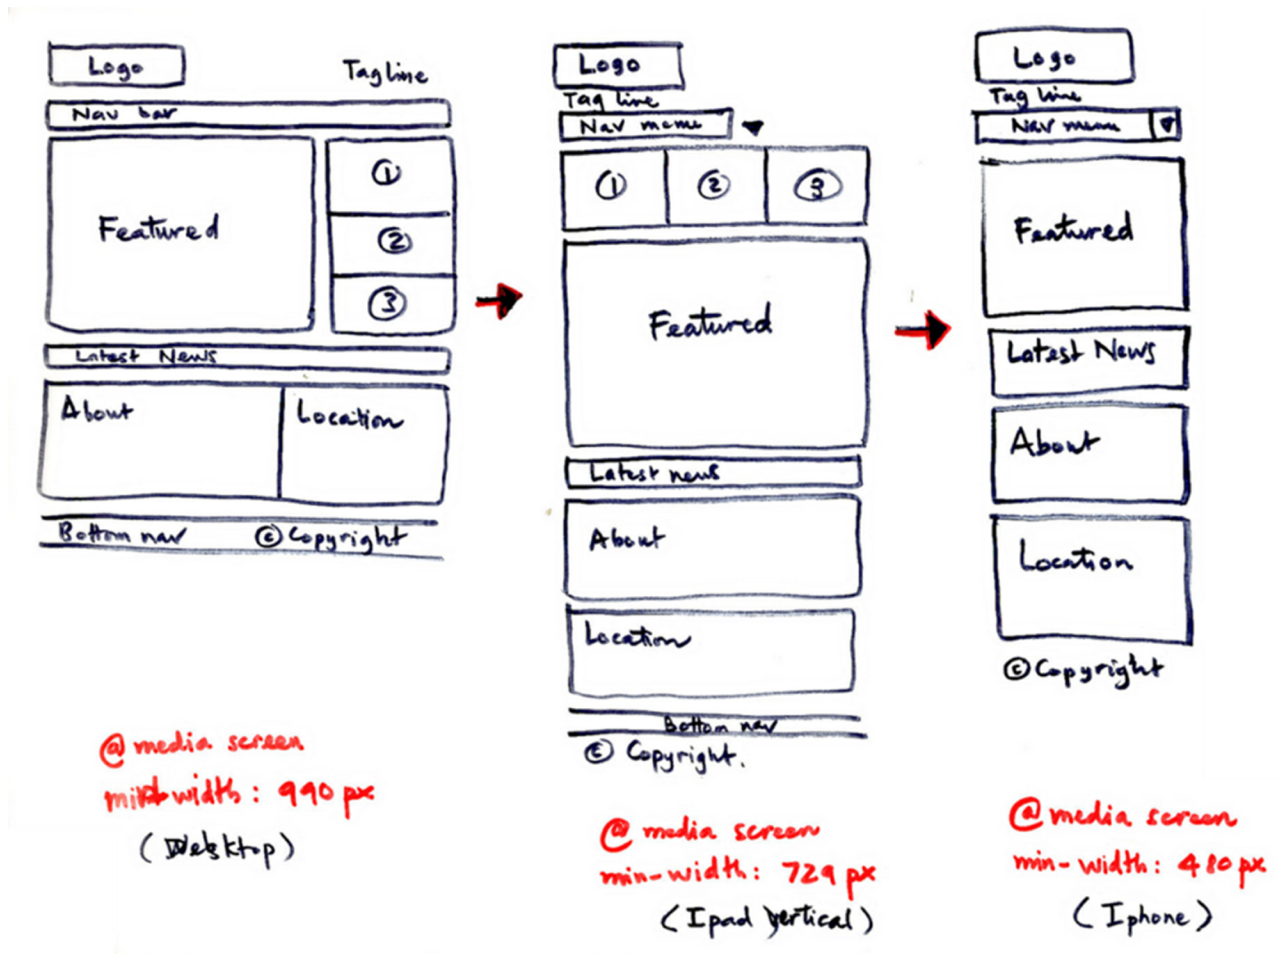 Logo
Tagline
Nav bar
Featured
1
2
3
Latest News
About
Location
Bottom nav © Copyright
@media screen
min-width: 990 px
(Desktop)
Logo
Tag line
Nav menu
1 2 3
Featured
Latest news
About
Location
Bottom nav
© Copyright.
@media screen
min-width: 729 px
(Ipad vertical)
Logo
Tag line
Nav menu
Featured
Latest News
About
Location
© Copyright
@media screen
min-width: 480 px
(Iphone)